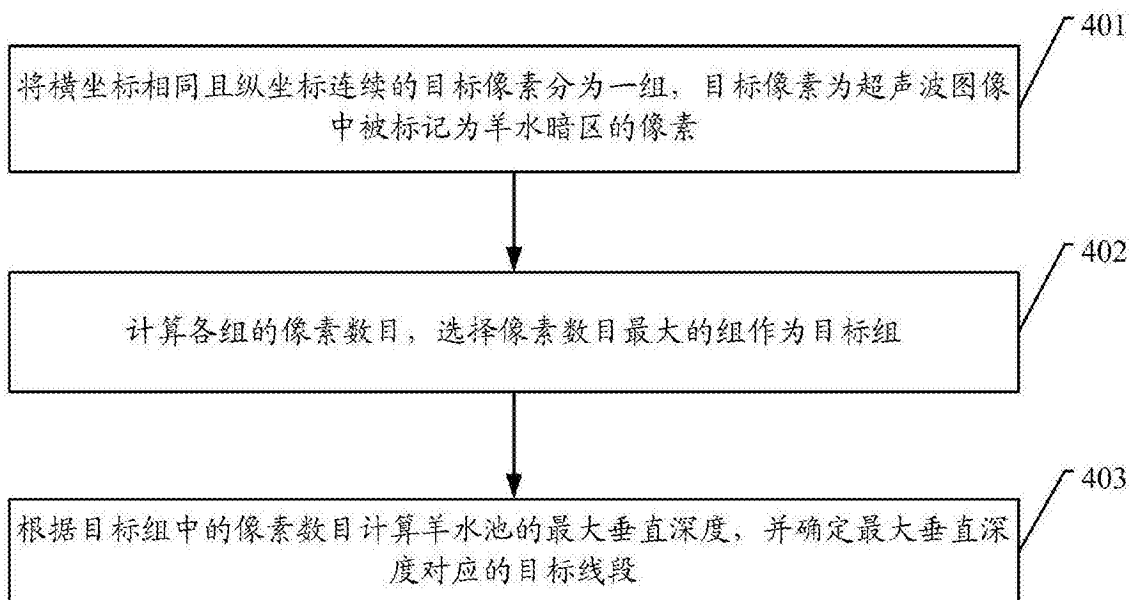 401
将横坐标相同且纵坐标连续的目标像素分为一组，目标像素为超声波图像
中被标记为羊水暗区的像素
402
计算各组的像素数目，选择像素数目最大的组作为目标组
403
根据目标组中的像素数目计算羊水池的最大垂直深度，并确定最大垂直深
度对应的目标线段